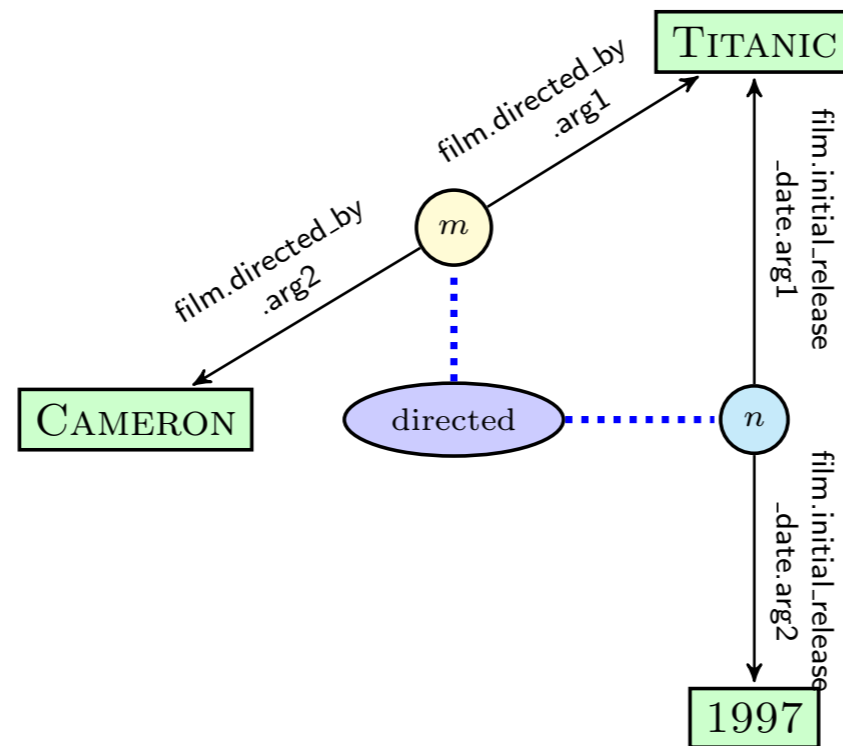 TITANIC
film.directed_by
.arg1
film.initial_release
_date.arg1
m
film.directed_by
.arg2
CAMERON
directed
n
film.initial_release
_date.arg2
1997